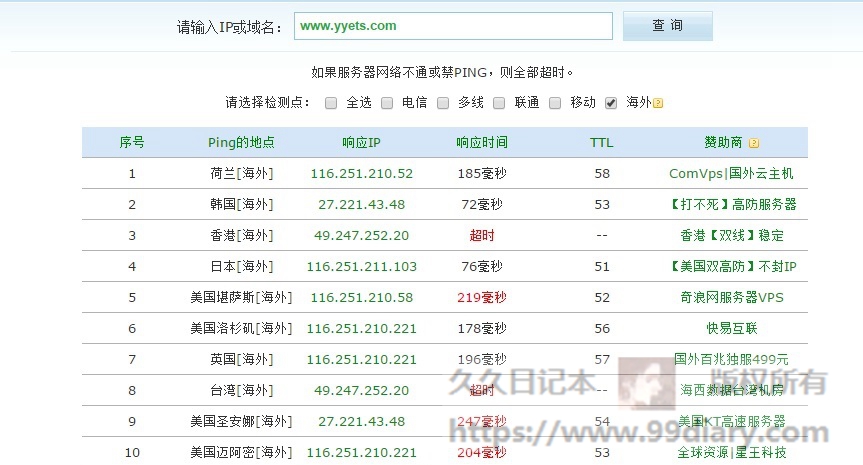 请输入IP或域名： www.yyets.com 查 询
如果服务器网络不通或禁PING，则全部超时。
请选择检测点： 全选 电信 多线 联通 移动 海外
序号 Ping的地点 响应IP 响应时间 TTL 赞助商
1 荷兰[海外] 116.251.210.52 185毫秒 58 ComVps|国外云主机
2 韩国[海外] 27.221.43.48 72毫秒 53 【打不死】高防服务器
3 香港[海外] 49.247.252.20 超时 -- 香港【双线】稳定
4 日本[海外] 116.251.211.103 76毫秒 51 【美国双高防】不封IP
5 美国堪萨斯[海外] 116.251.210.58 219毫秒 52 奇浪网服务器VPS
6 美国洛杉矶[海外] 116.251.210.221 178毫秒 56 快易互联
7 英国[海外] 116.251.210.221 196毫秒 57 国外百兆独服499元
8 台湾[海外] 49.247.252.20 超时 -- 海西数据台湾机房
9 美国圣安娜[海外] 27.221.43.48 247毫秒 54 美国KT高速服务器
10 美国迈阿密[海外] 116.251.210.221 204毫秒 53 全球资源|星王科技
久久日记本 版权所有
https://www.99diary.com